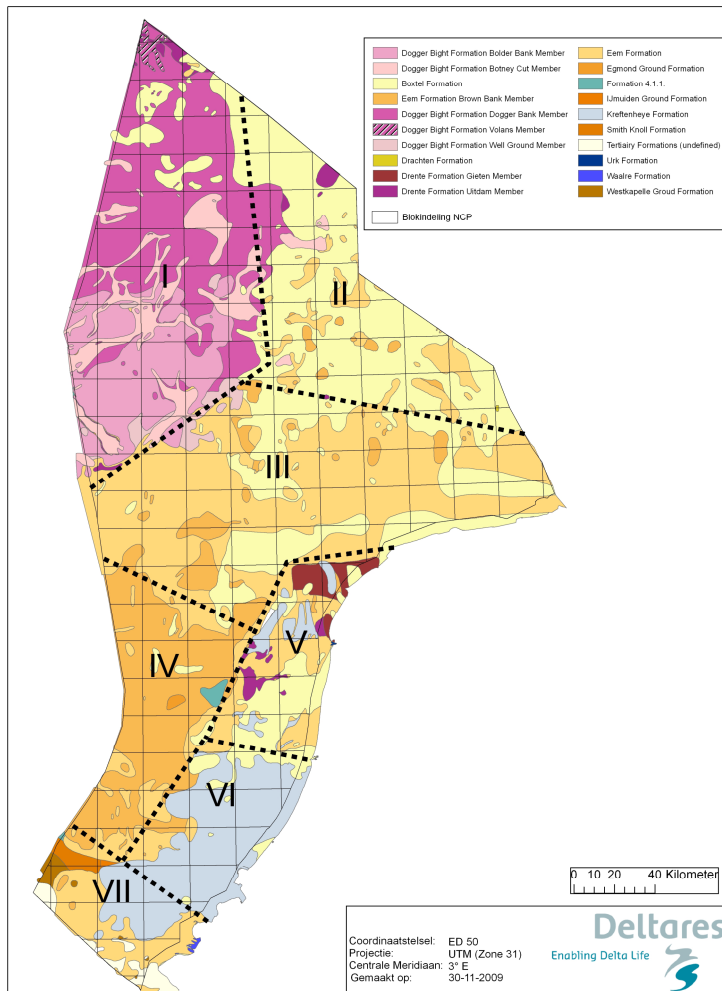 Dogger Bight Formation Bolder Bank Member
Dogger Bight Formation Botney Cut Member
Boxtel Formation
Eem Formation Brown Bank Member
Dogger Bight Formation Dogger Bank Member
Dogger Bight Formation Volans Member
Dogger Bight Formation Well Ground Member
Drachten Formation
Drente Formation Gieten Member
Drente Formation Uitdam Member
Blokindeling NCP
Eem Formation
Egmond Ground Formation
Formation 4.1.1.
IJmuiden Ground Formation
Kreftenheye Formation
Smith Knoll Formation
Tertiairy Formations (undefined)
Urk Formation
Waalre Formation
Westkapelle Groud Formation
I
II
III
IV
V
VI
VII
0 10 20 40 Kilometer
Coordinaatstelsel: ED 50
Projectie: UTM (Zone 31)
Centrale Meridiaan: 3° E
Gemaakt op: 30-11-2009
Deltares
Enabling Delta Life